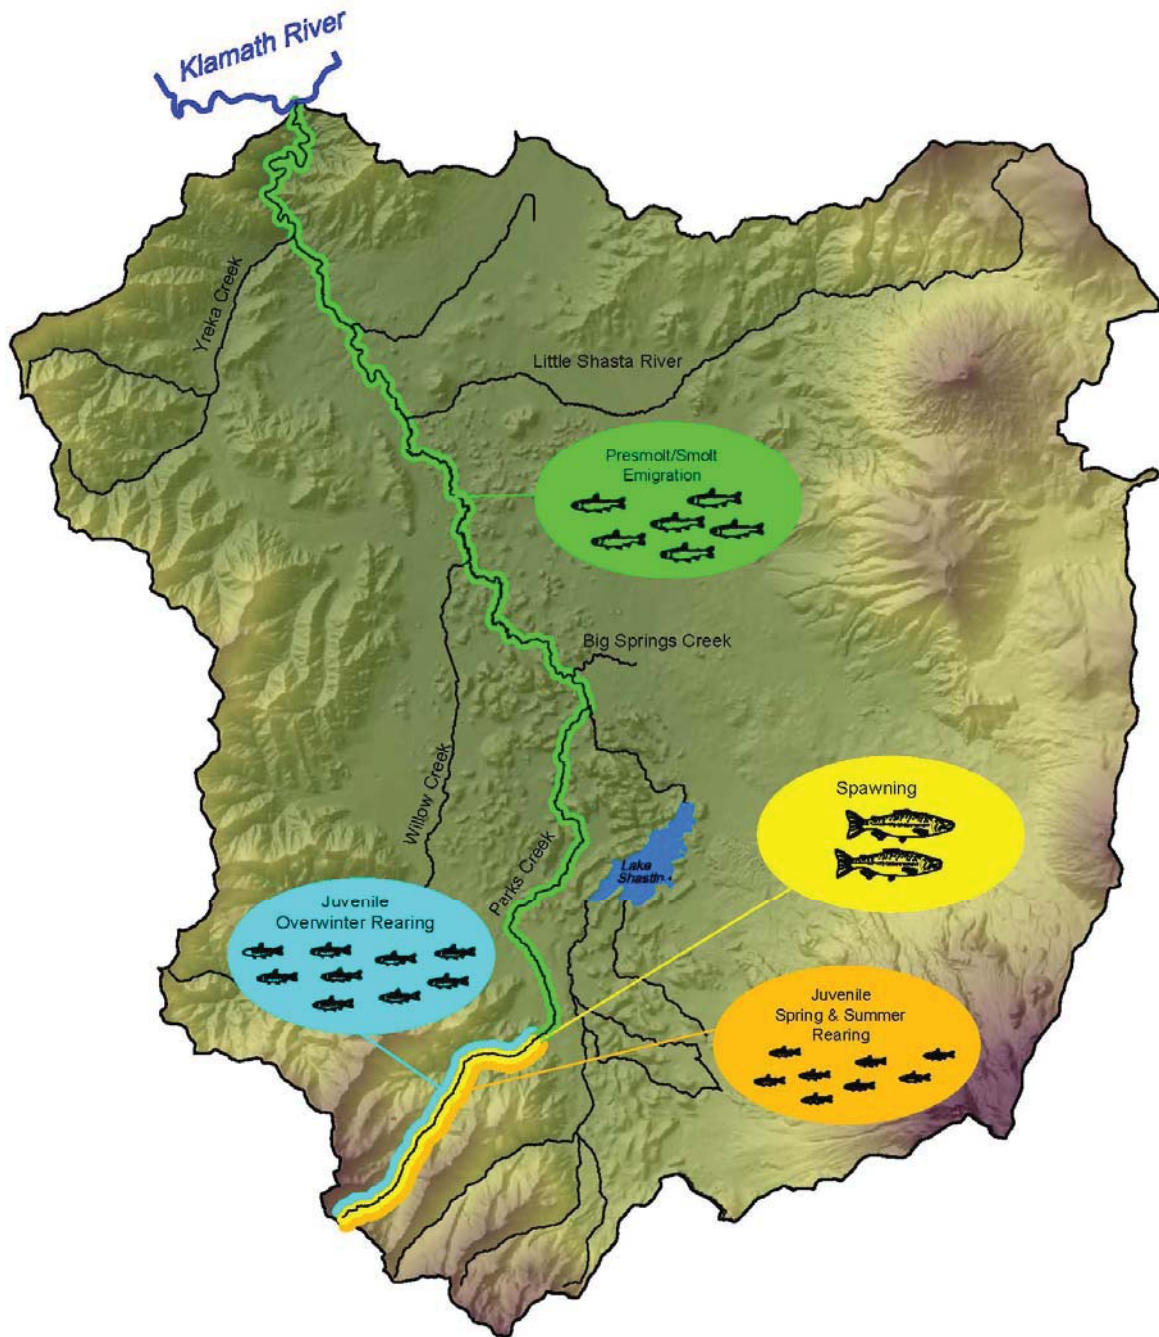 Klamath River
Yreka Creek
Little Shasta River
Presmolt/Smolt
Emigration
Big Springs Creek
Willow Creek
Spawning
Parks Creek
Lake
Juvenile
Overwinter Rearing
Juvenile
Spring & Summer
Rearing